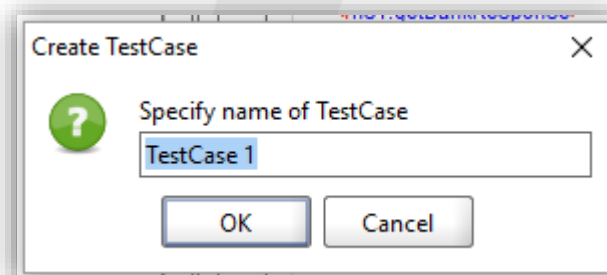 Create TestCase
Specify name of TestCase
TestCase 1
OK
Cancel